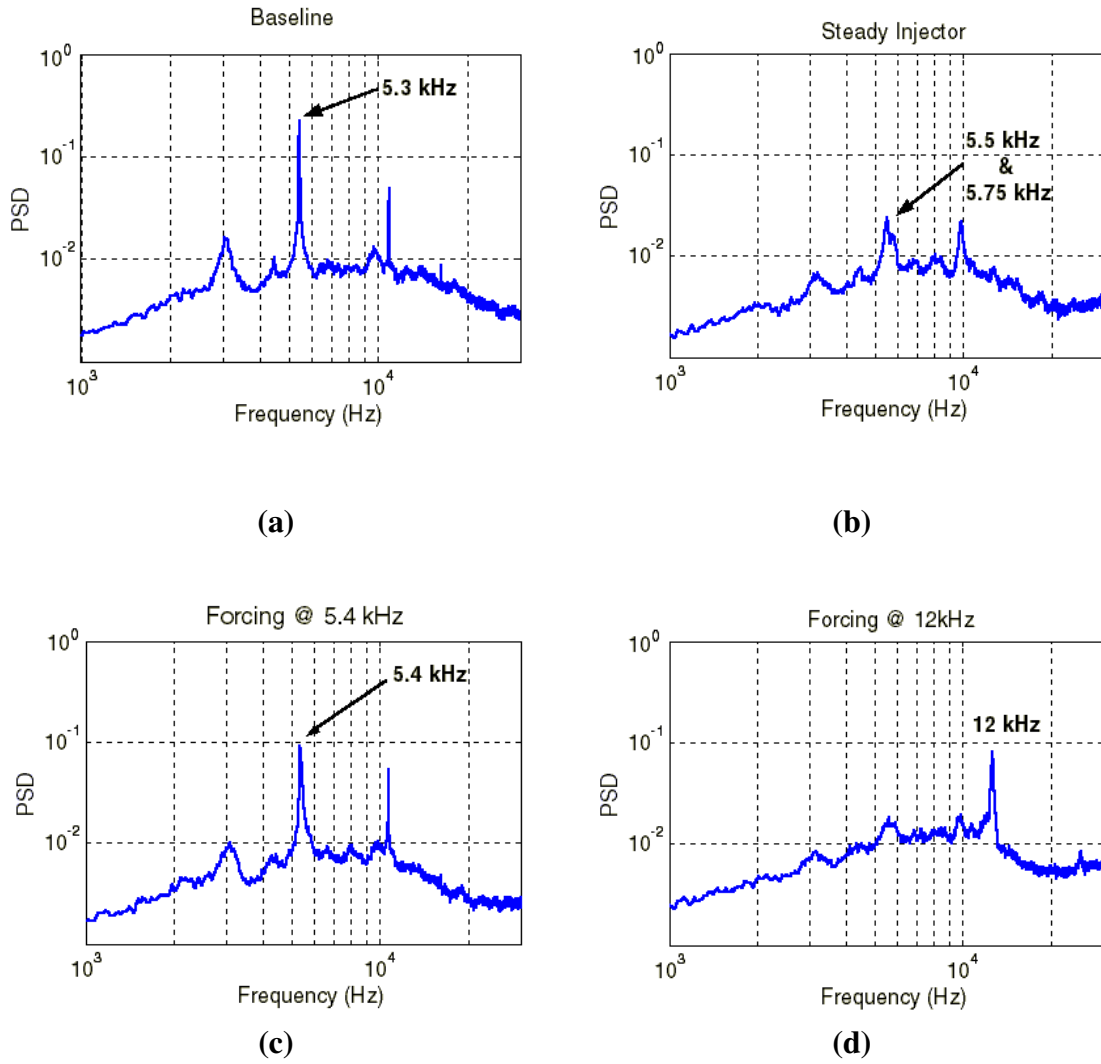 Baseline
10^0
10^-1
10^-2
PSD
5.3 kHz
10^3
10^4
Frequency (Hz)
(a)
Steady Injector
10^0
10^-1
10^-2
PSD
5.5 kHz
&
5.75 kHz
10^3
10^4
Frequency (Hz)
(b)
Forcing @ 5.4 kHz
10^0
10^-1
10^-2
PSD
5.4 kHz
10^3
10^4
Frequency (Hz)
(c)
Forcing @ 12kHz
10^0
10^-1
10^-2
PSD
12 kHz
10^3
10^4
Frequency (Hz)
(d)